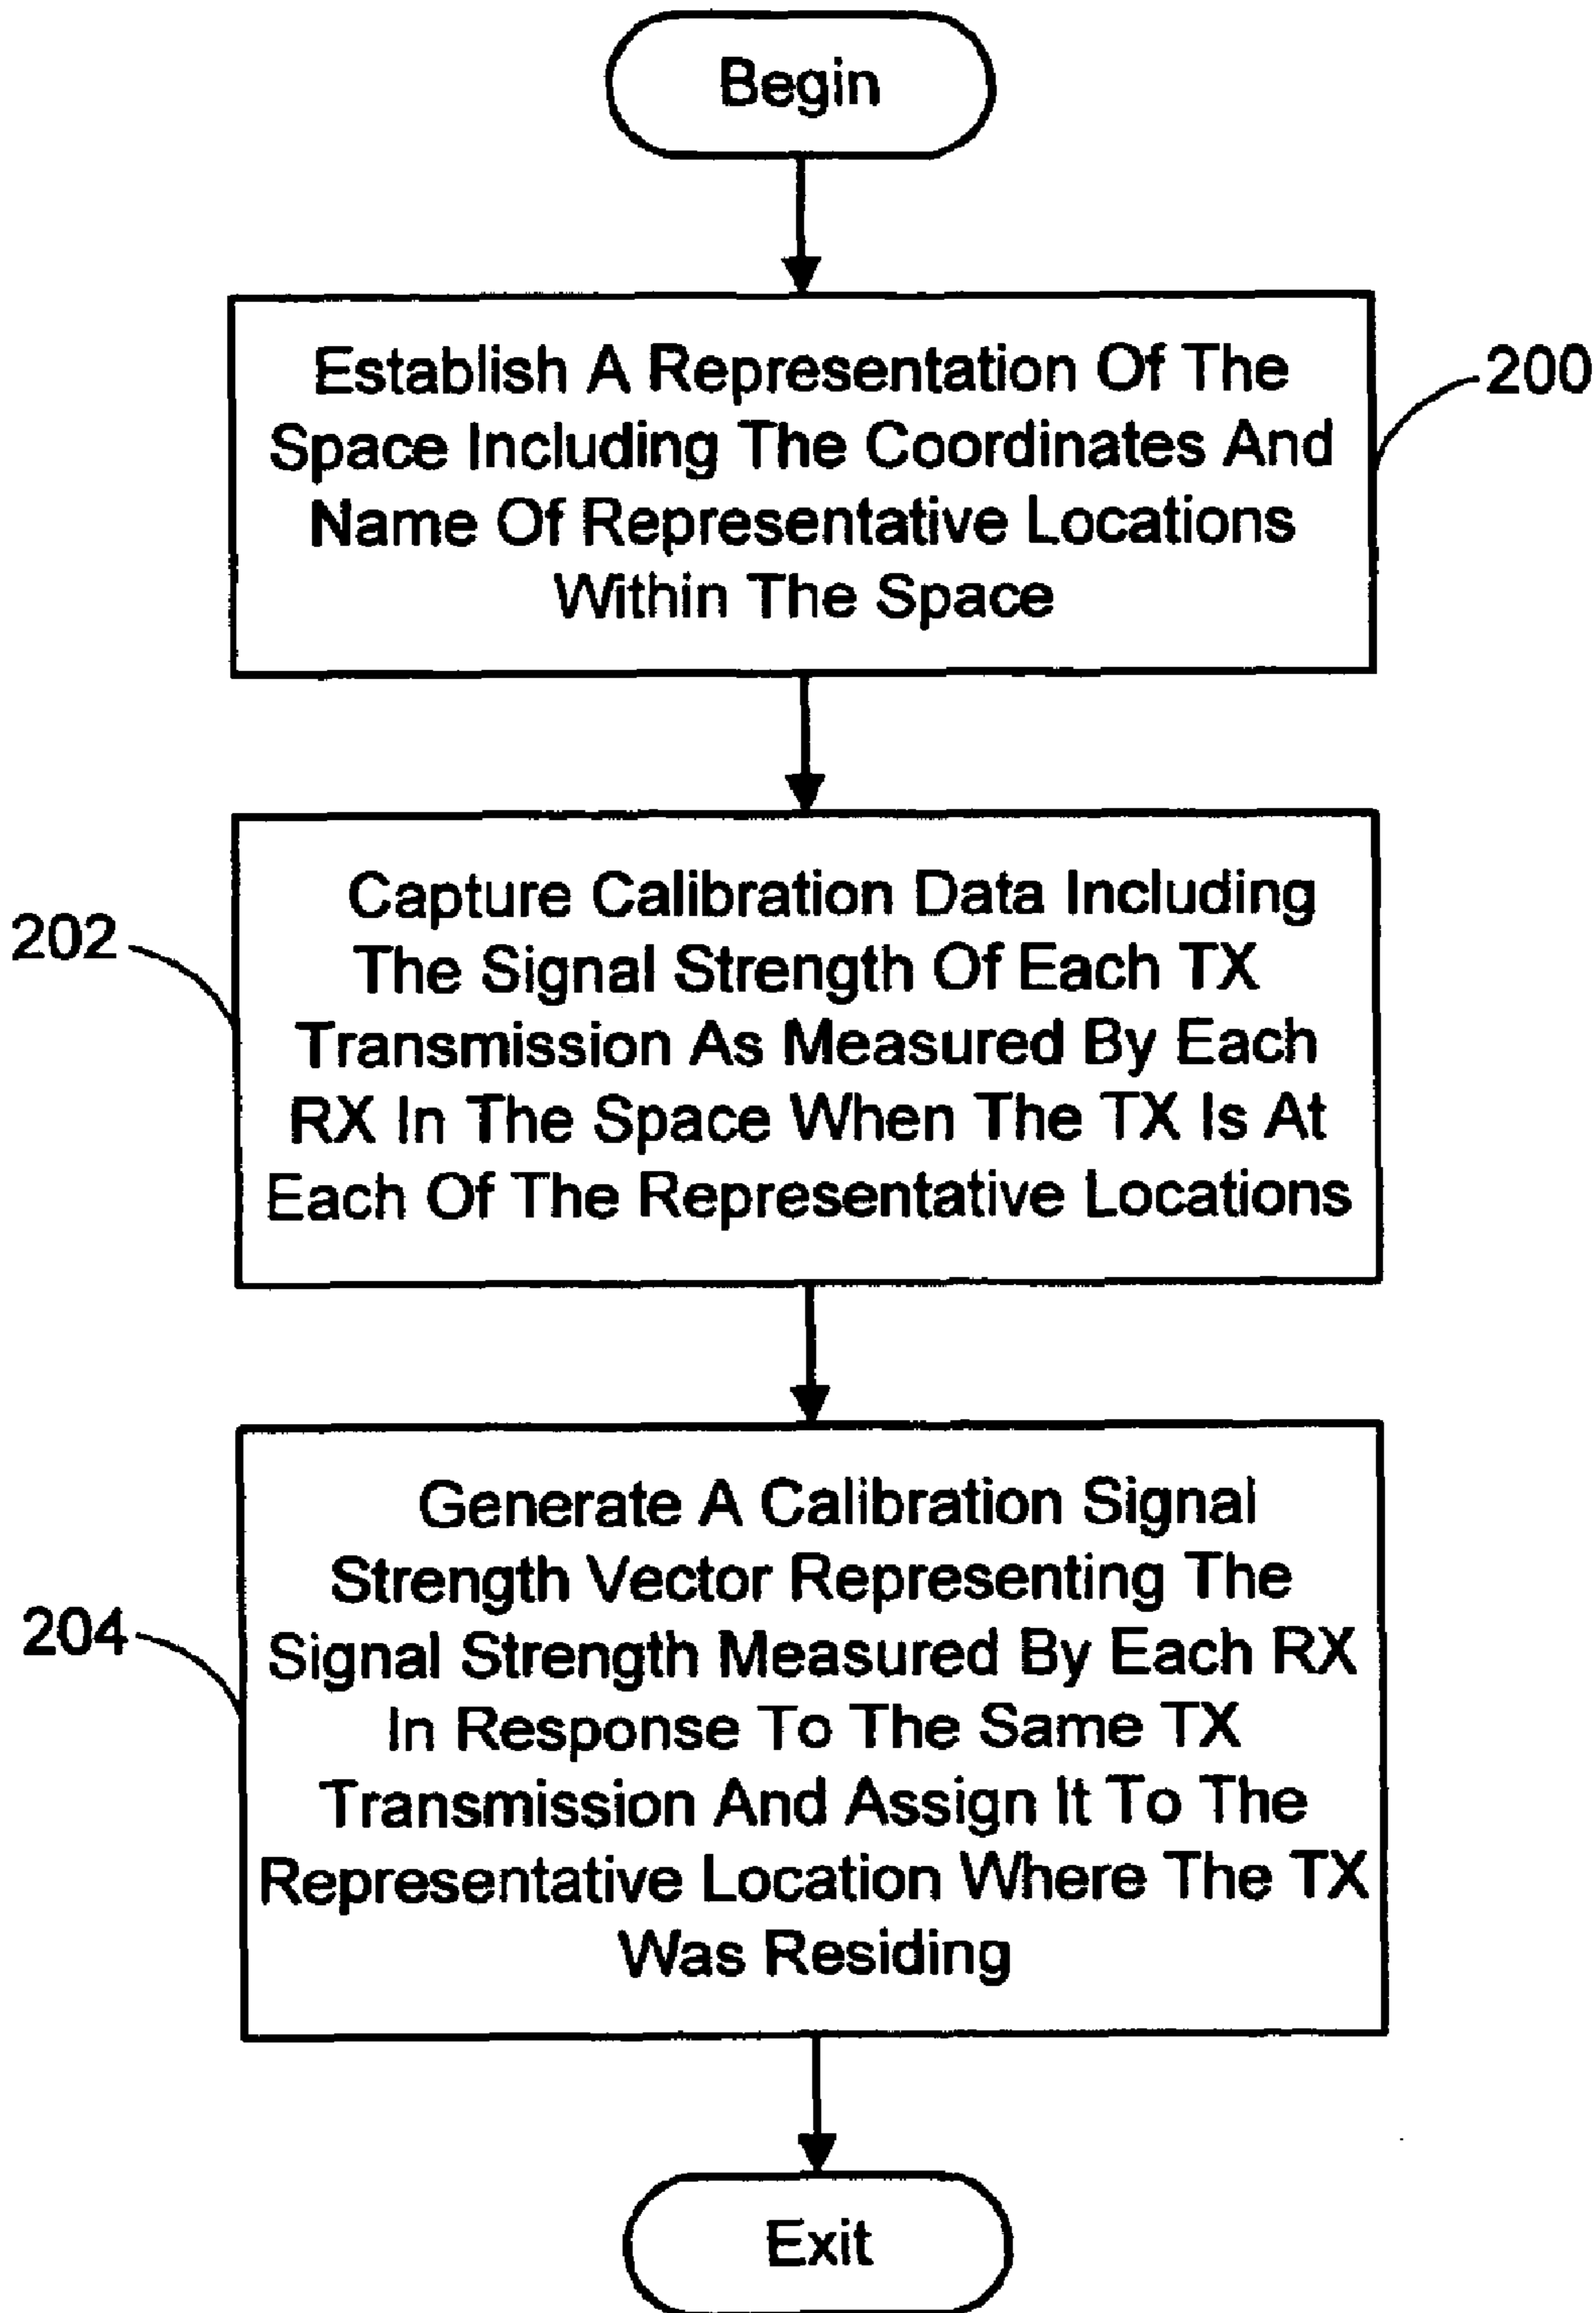 Begin
Establish A Representation Of The
Space Including The Coordinates And
Name Of Representative Locations
Within The Space
200
Capture Calibration Data Including
The Signal Strength Of Each TX
Transmission As Measured By Each
RX In The Space When The TX Is At
Each Of The Representative Locations
202
Generate A Calibration Signal
Strength Vector Representing The
Signal Strength Measured By Each RX
In Response To The Same TX
Transmission And Assign It To The
Representative Location Where The TX
Was Residing
204
Exit